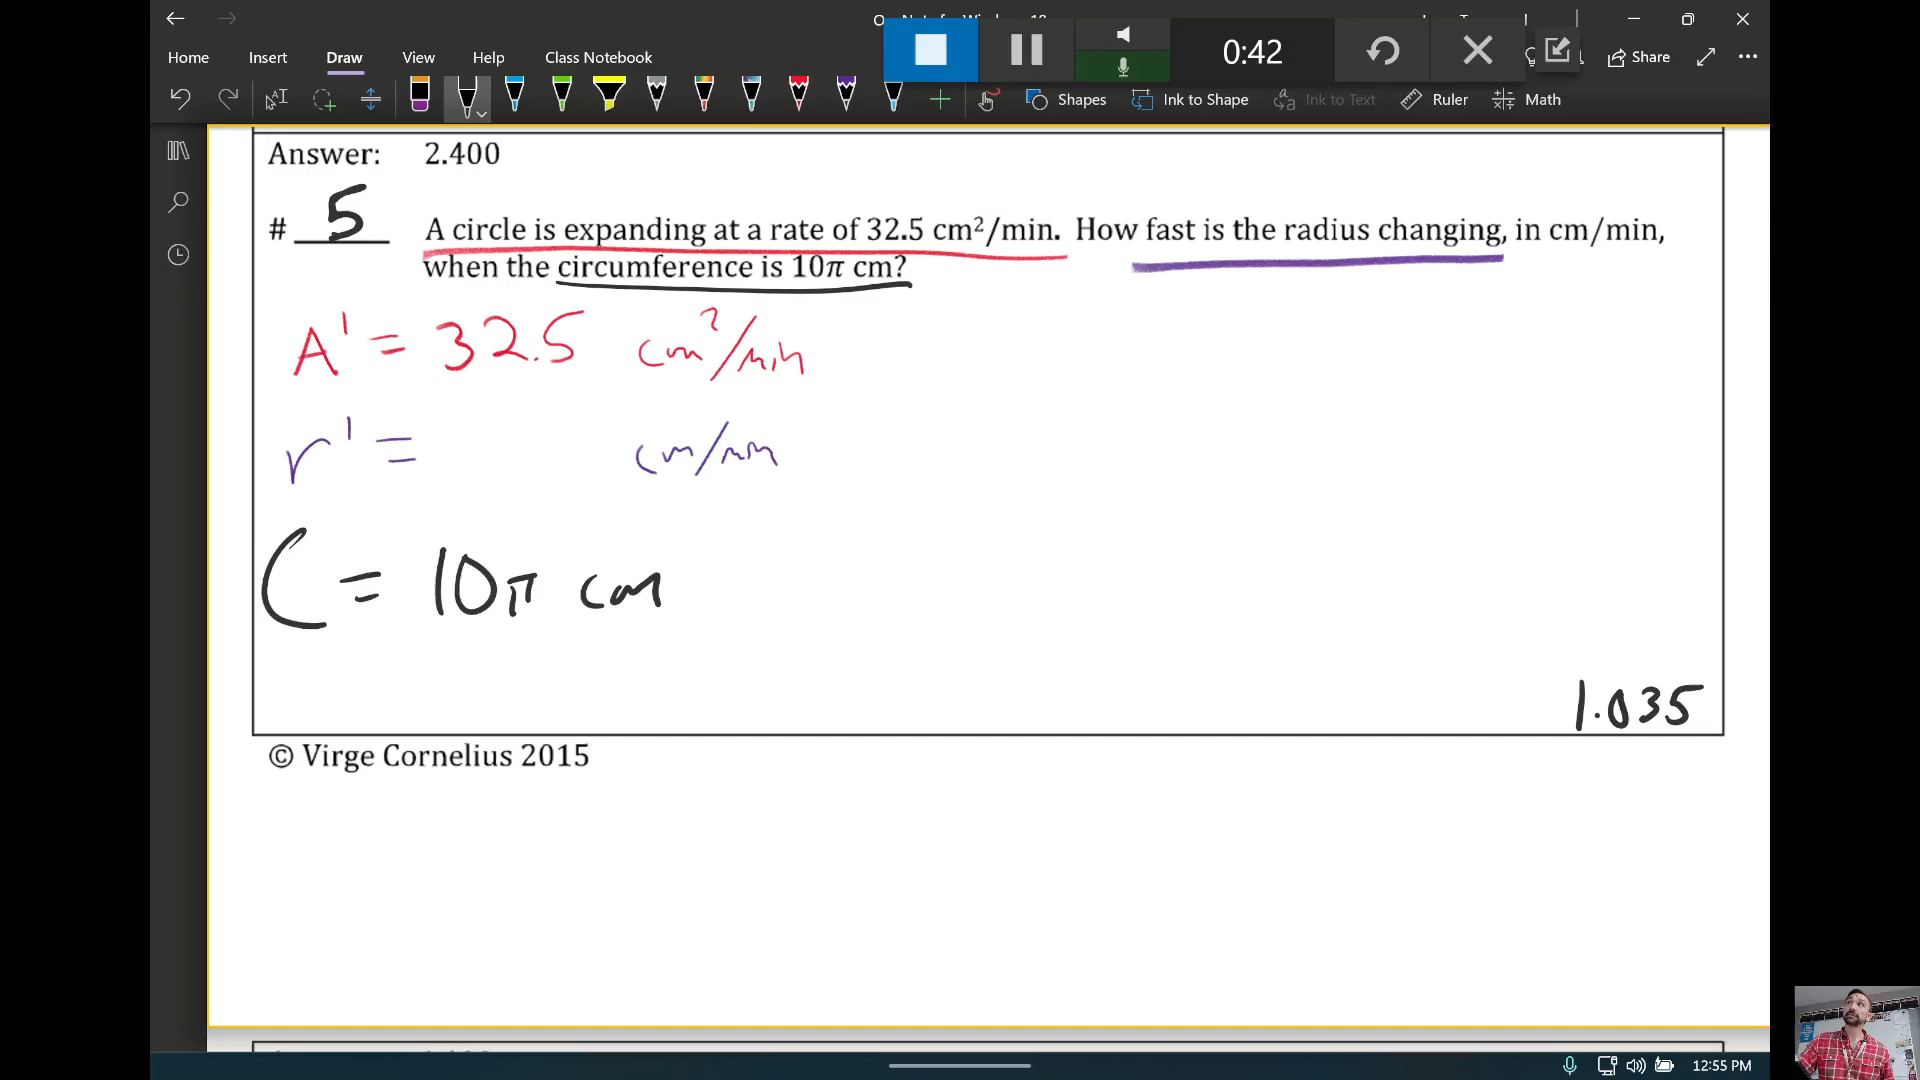 0:42
Home Insert Draw View Help Class Notebook Share
Shapes Ink to Shape Ink to Text Ruler Math
Answer: 2.400
# 5 A circle is expanding at a rate of 32.5 cm²/min. How fast is the radius changing, in cm/min,
when the circumference is 10π cm?
A' = 32.5 cm²/min
r' = cm/min
C = 10π cm
1.035
© Virge Cornelius 2015
12:55 PM